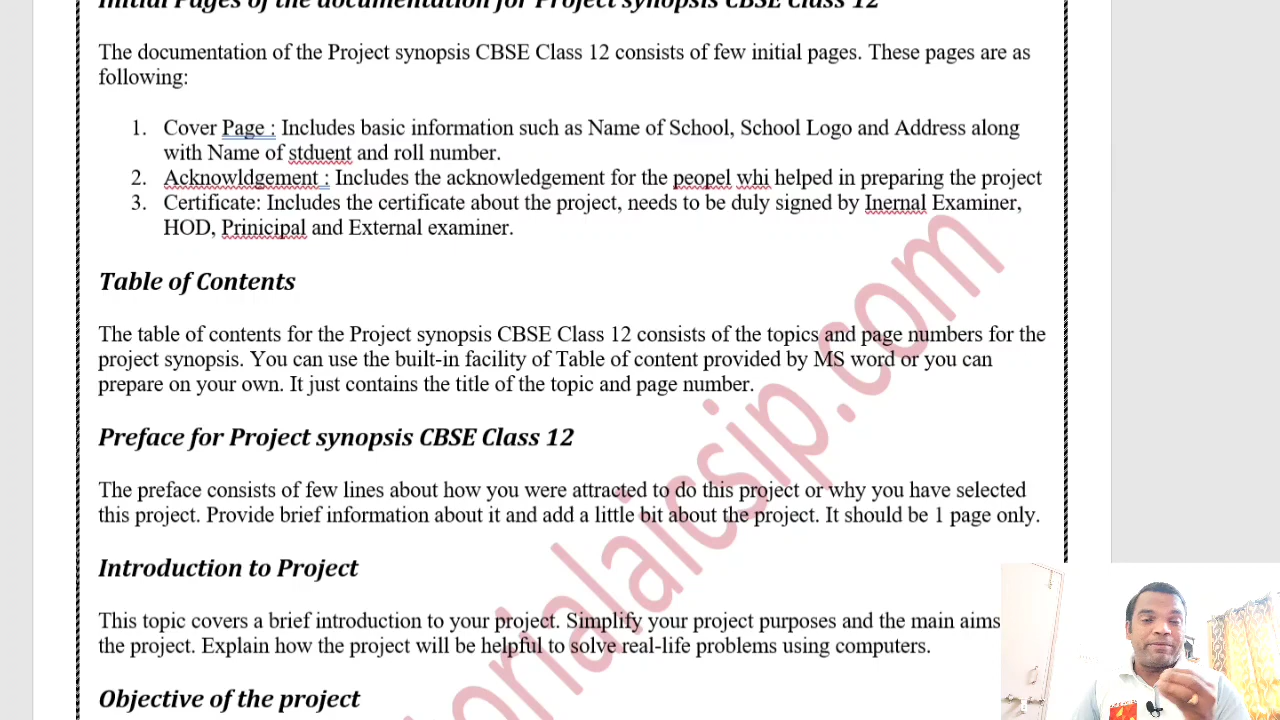 Initial Pages of the documentation for Project synopsis CBSE Class 12
The documentation of the Project synopsis CBSE Class 12 consists of few initial pages. These pages are as
following:
1. Cover Page : Includes basic information such as Name of School, School Logo and Address along
with Name of stduent and roll number.
2. Acknowldgement : Includes the acknowledgement for the peopel whi helped in preparing the project
3. Certificate: Includes the certificate about the project, needs to be duly signed by Inernal Examiner,
HOD, Prinicipal and External examiner.
Table of Contents
The table of contents for the Project synopsis CBSE Class 12 consists of the topics and page numbers for the
project synopsis. You can use the built-in facility of Table of content provided by MS word or you can
prepare on your own. It just contains the title of the topic and page number.
Preface for Project synopsis CBSE Class 12
The preface consists of few lines about how you were attracted to do this project or why you have selected
this project. Provide brief information about it and add a little bit about the project. It should be 1 page only.
Introduction to Project
This topic covers a brief introduction to your project. Simplify your project purposes and the main aims
the project. Explain how the project will be helpful to solve real-life problems using computers.
Objective of the project
torialaicsip.com